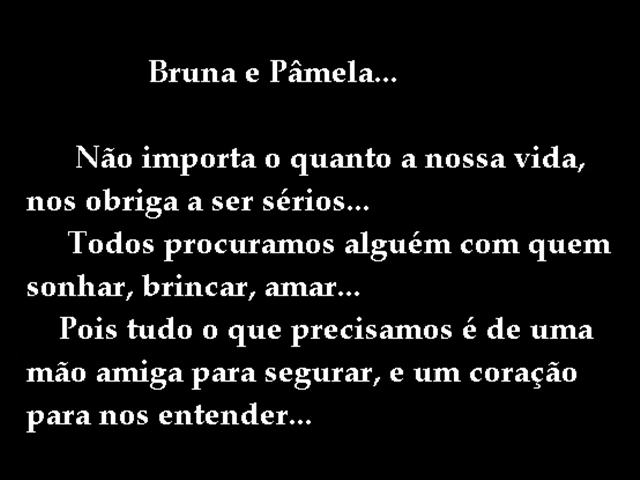 Bruna e Pâmela...
Não importa o quanto a nossa vida,
nos obriga a ser sérios...
Todos procuramos alguém com quem
sonhar, brincar, amar...
Pois tudo o que precisamos é de uma
mão amiga para segurar, e um coração
para nos entender...